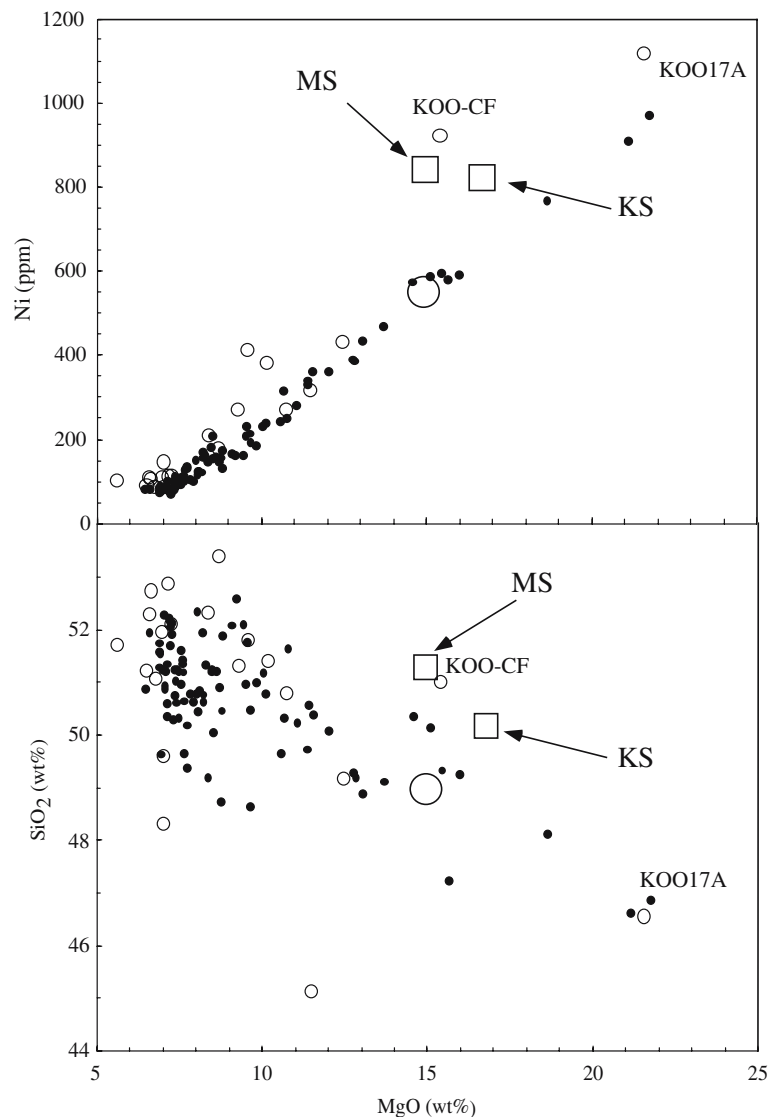 1200
1000
800
600
400
200
0
Ni (ppm)
MS
KOO-CF
KOO17A
KS
52
50
48
46
44
SiO2 (wt%)
MS
KOO-CF
KS
KOO17A
5
10
15
20
25
MgO (wt%)